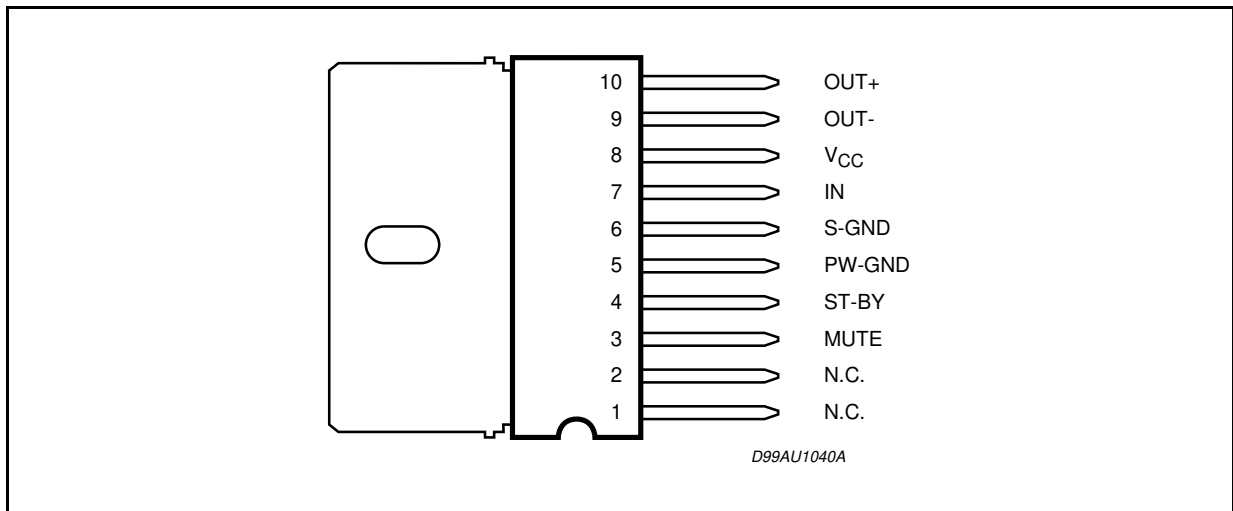 10 OUT+
9 OUT-
8 VCC
7 IN
6 S-GND
5 PW-GND
4 ST-BY
3 MUTE
2 N.C.
1 N.C.
D99AU1040A